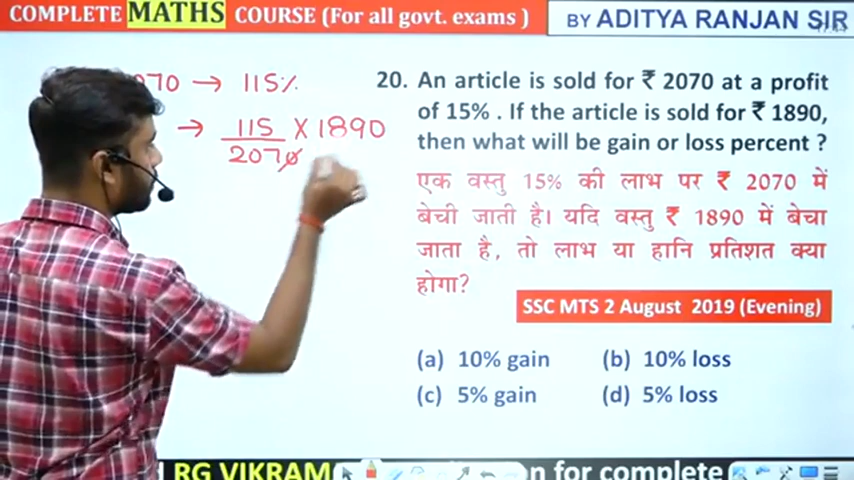 COMPLETE MATHS COURSE (For all govt. exams )
BY ADITYA RANJAN SIR
070 → 115%
→ 115 X 1890
2070
20. An article is sold for ₹ 2070 at a profit
of 15% . If the article is sold for ₹ 1890,
then what will be gain or loss percent ?
एक वस्तु 15% की लाभ पर ₹ 2070 में
बेची जाती है। यदि वस्तु ₹ 1890 में बेचा
जाता है, तो लाभ या हानि प्रतिशत क्या
होगा?
SSC MTS 2 August 2019 (Evening)
(a) 10% gain (b) 10% loss
(c) 5% gain (d) 5% loss
RG VIKRAM
n for complete